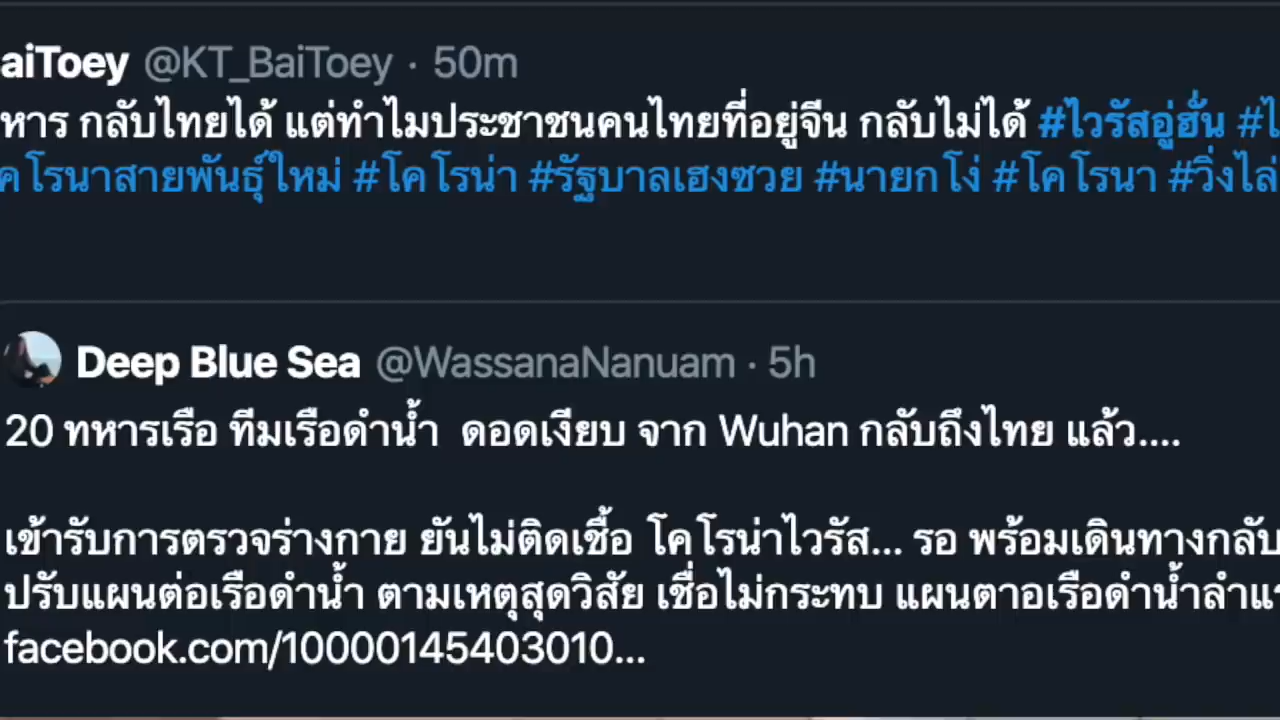 aiToey @KT_BaiToey · 50m
หาร กลับไทยได้ แต่ทำไมประชาชนคนไทยที่อยู่จีน กลับไม่ได้ #ไวรัสอู่ฮั่น #ไ
คโรนาสายพันธุ์ใหม่ #โคโรน่า #รัฐบาลเฮงซวย #นายกโง่ #โคโรนา #วิ่งไล่
Deep Blue Sea @WassanaNanuam · 5h
20 ทหารเรือ ทีมเรือดำน้ำ ดอดเงียบ จาก Wuhan กลับถึงไทย แล้ว....
เข้ารับการตรวจร่างกาย ยันไม่ติดเชื้อ โคโรน่าไวรัส... รอ พร้อมเดินทางกลับ
ปรับแผนต่อเรือดำน้ำ ตามเหตุสุดวิสัย เชื่อไม่กระทบ แผนตาอเรือดำน้ำลำแร
facebook.com/10000145403010...